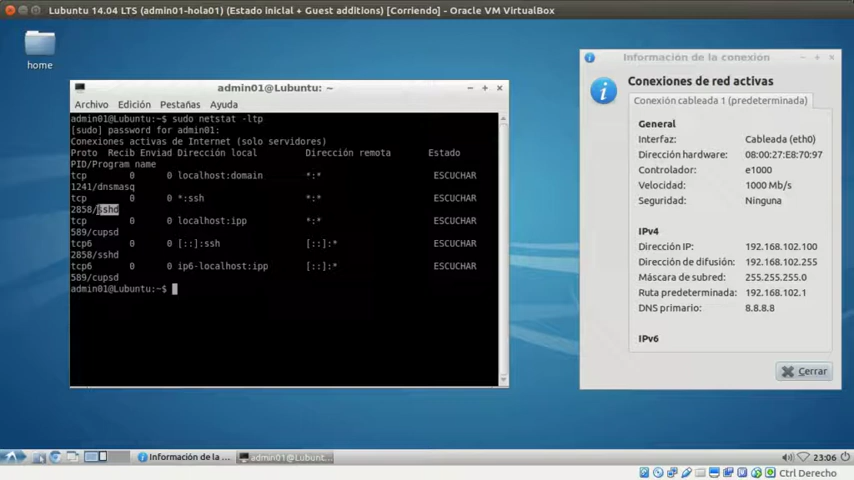 Lubuntu 14.04 LTS (admin01-hola01) (Estado inicial + Guest additions) [Corriendo] - Oracle VM VirtualBox
home
admin01@Lubuntu: ~
Archivo Edición Pestañas Ayuda
admin01@Lubuntu:~$ sudo netstat -ltp
[sudo] password for admin01:
Conexiones activas de Internet (solo servidores)
Proto Recib Enviad Dirección local Dirección remota Estado
PID/Program name
tcp 0 0 localhost:domain *:* ESCUCHAR
1241/dnsmasq
tcp 0 0 *:ssh *:* ESCUCHAR
2858/sshd
tcp 0 0 localhost:ipp *:* ESCUCHAR
589/cupsd
tcp6 0 0 [::]:ssh [::]:* ESCUCHAR
2858/sshd
tcp6 0 0 ip6-localhost:ipp [::]:* ESCUCHAR
589/cupsd
admin01@Lubuntu:~$
Información de la conexión
Conexiones de red activas
Conexión cableada 1 (predeterminada)
General
Interfaz: Cableada (eth0)
Dirección hardware: 08:00:27:E8:70:97
Controlador: e1000
Velocidad: 1000 Mb/s
Seguridad: Ninguna
IPv4
Dirección IP: 192.168.102.100
Dirección de difusión: 192.168.102.255
Máscara de subred: 255.255.255.0
Ruta predeterminada: 192.168.102.1
DNS primario: 8.8.8.8
IPv6
Cerrar
Información de la ...
admin01@Lubunt...
23:06
Ctrl Derecho